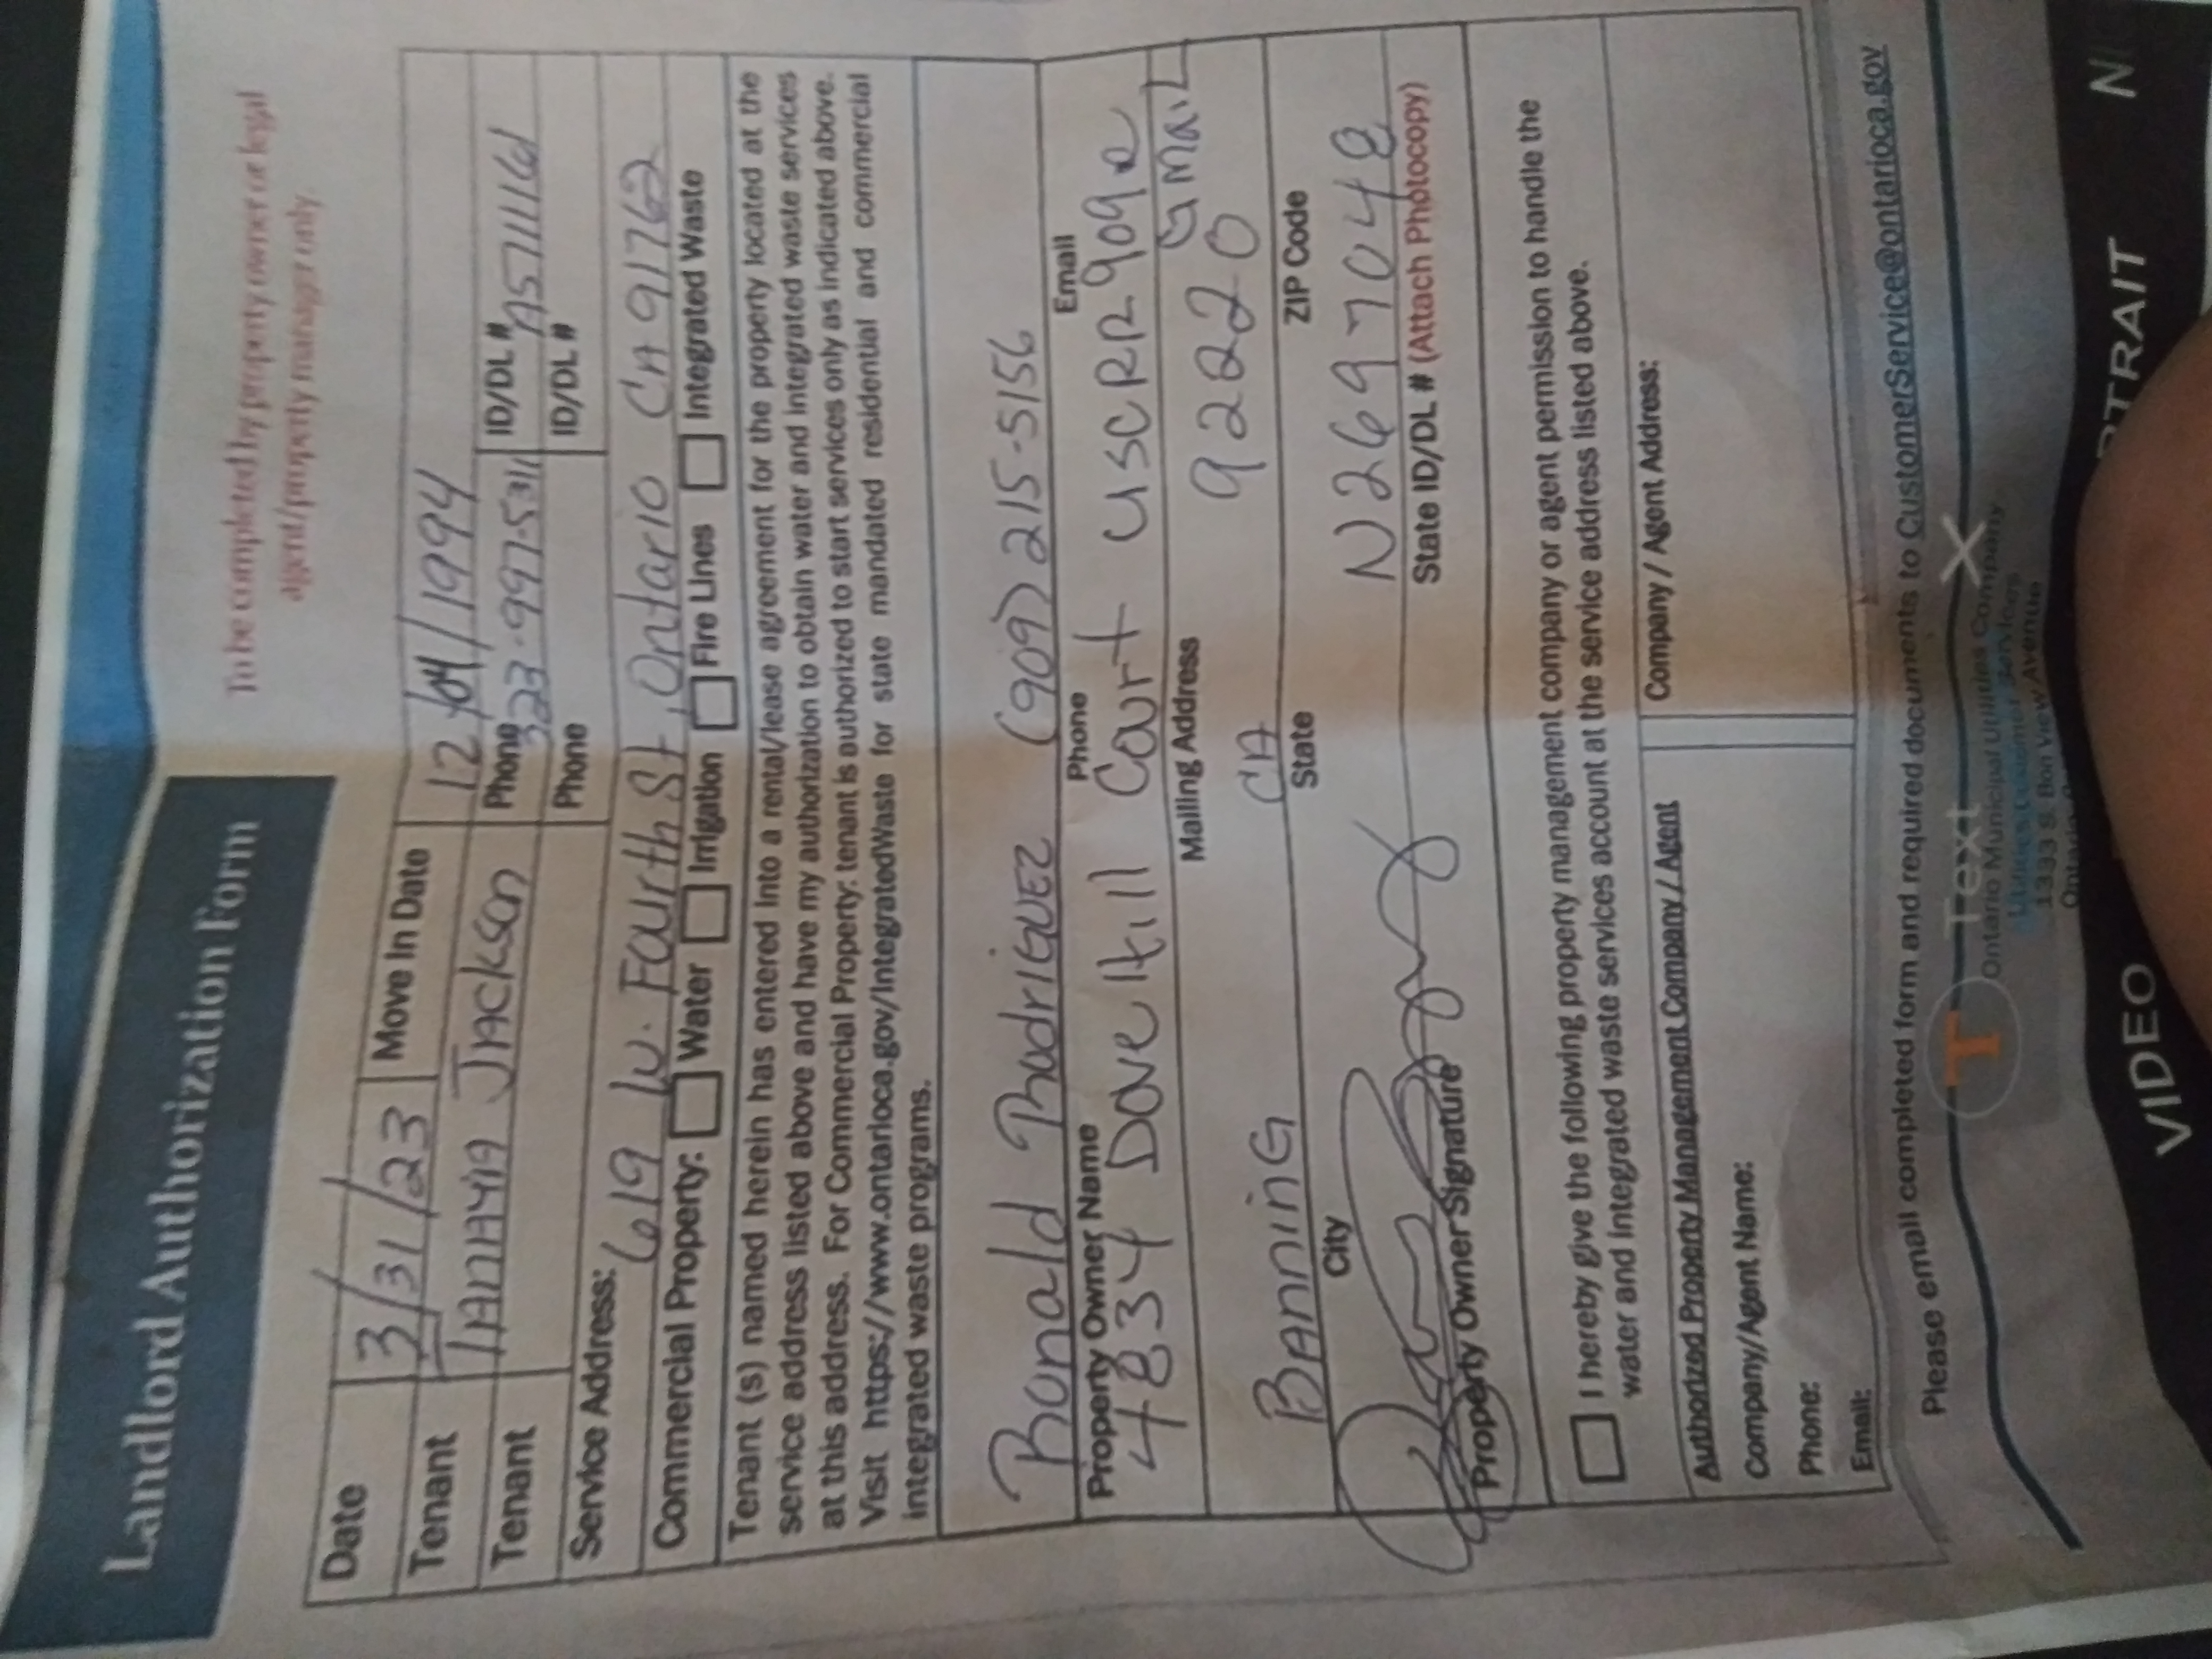 Landlord Authorization Form
To be completed by property owner or legal
agent/property manager only.
Date 3/31/23 Move In Date 12/04/1994
Tenant Jackson Phone 323-997-5311 ID/DL # A5711161
Tenant Phone ID/DL #
Service Address: 619 W. Fourth St, Ontario CA 91762
Commercial Property: Water Irrigation Fire Lines Integrated Waste
Tenant (s) named herein has entered into a rental/lease agreement for the property located at the
service address listed above and have my authorization to obtain water and integrated waste services
at this address. For Commercial Property; tenant is authorized to start services only as indicated above.
Visit https://www.ontarioca.gov/IntegratedWaste for state mandated residential and commercial
integrated waste programs.
Ronald Rodriguez (909) 215-5156
Property Owner Name Phone Email
4834 Dove Hill Court USCRR909@
GMaiL
Mailing Address
92220
BanninG CA
City State ZIP Code
N2697048
Property Owner Signature State ID/DL # (Attach Photocopy)
I hereby give the following property management company or agent permission to handle the
water and integrated waste services account at the service address listed above.
Authorized Property Management Company / Agent
Company/Agent Name: Company / Agent Address:
Phone:
Email:
Please email completed form and required documents to CustomerService@ontarioca.gov
T Text X
Ontario Municipal Utilities Company
1333 S. Bon View Avenue
VIDEO